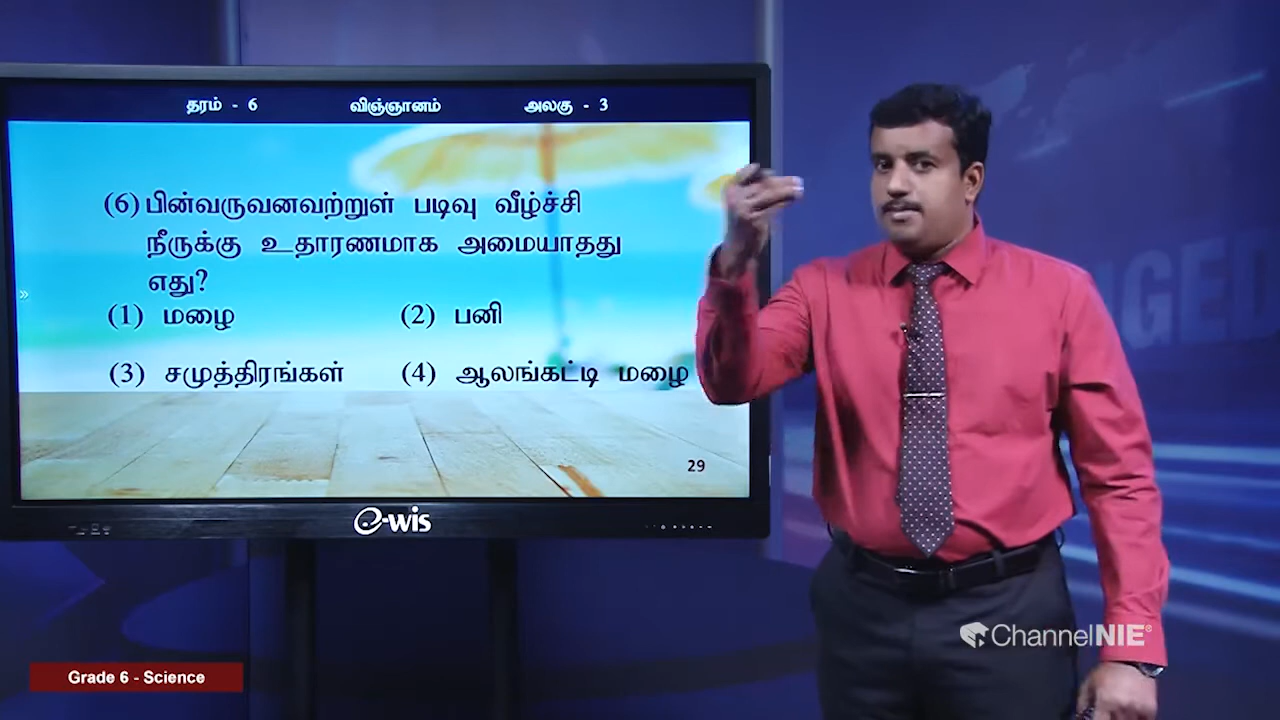 தரம் - 6 விஞ்ஞானம் அலகு - 3
(6) பின்வருவனவற்றுள் படிவு வீழ்ச்சி
நீருக்கு உதாரணமாக அமையாதது
எது?
(1) மழை (2) பனி
(3) சமுத்திரங்கள் (4) ஆலங்கட்டி மழை
29
e-wis
ChannelNIE
Grade 6 - Science